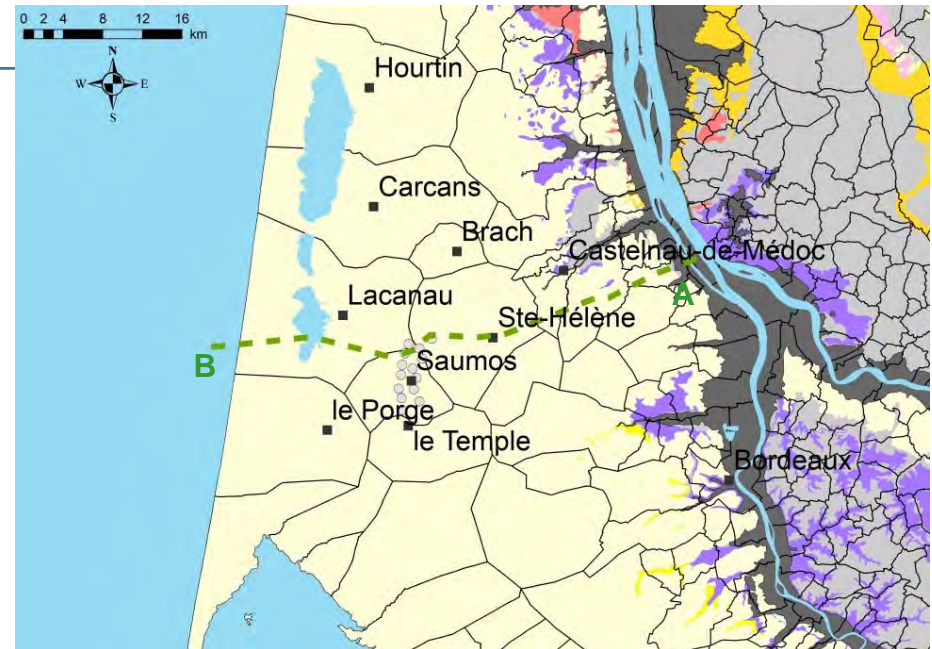 0 2 4 8 12 16
km
N
W E
S
Hourtin
Carcans
Brach
Castelnau-de-Médoc
A
Lacanau
Ste-Hélène
B
Saumos
le Porge
le Temple
Bordeaux